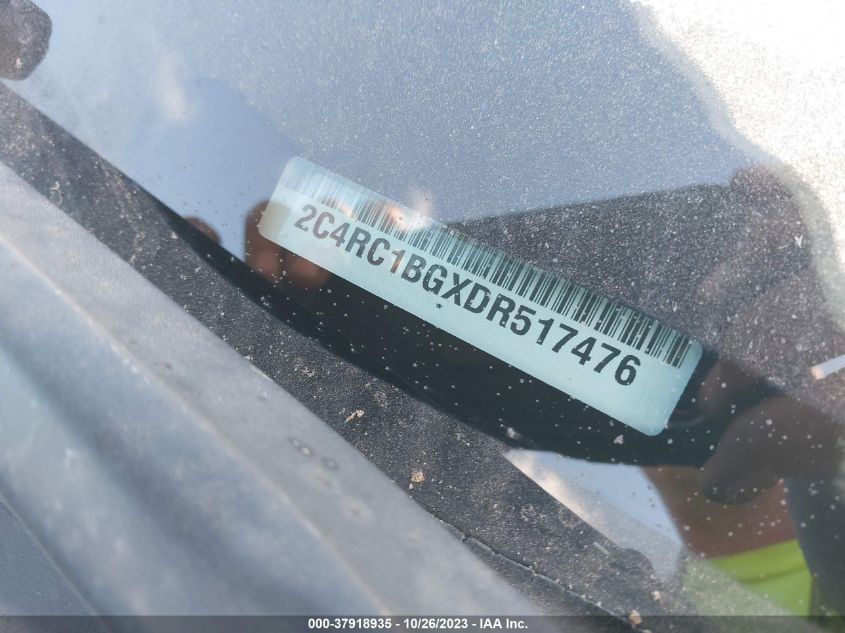 2C4RC1BGXDR517476
*
000-37918935 - 10/26/2023 - IAA Inc.